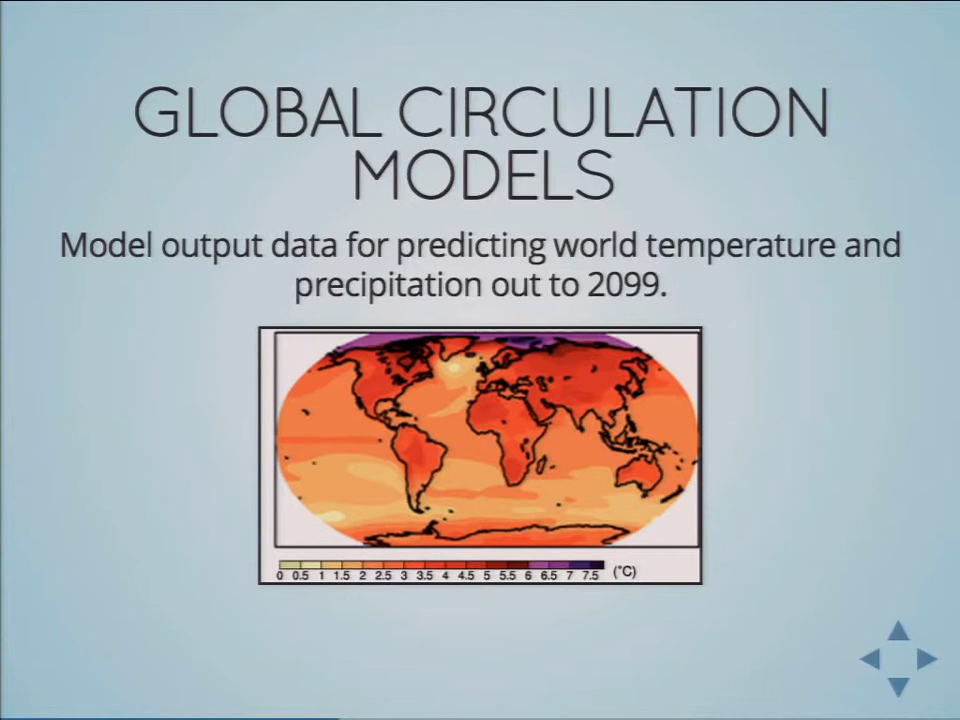 GLOBAL CIRCULATION
MODELS
Model output data for predicting world temperature and
precipitation out to 2099.
0 0.5 1 1.5 2 2.5 3 3.5 4 4.5 5 5.5 6 6.5 7 7.5 (°C)